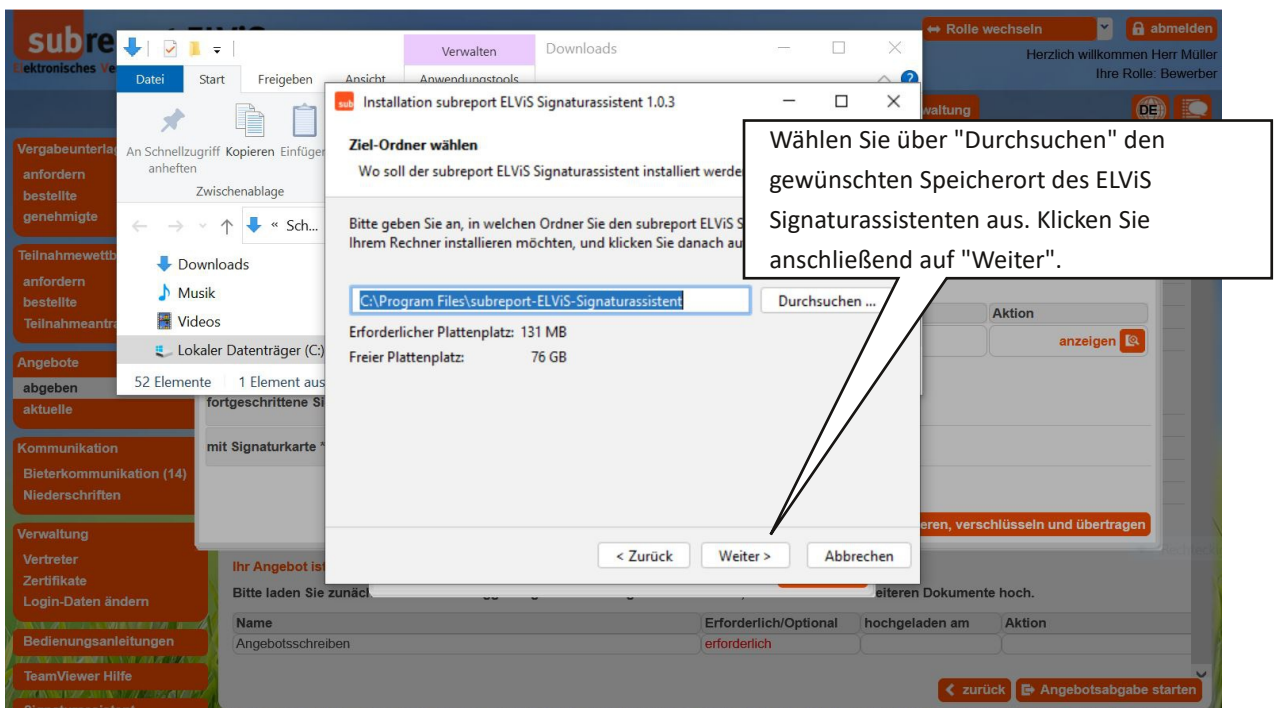 subre
Elektronisches Ve
Rolle wechseln
abmelden
Herzlich willkommen Herr Müller
Ihre Rolle: Bewerber
waltung
DE
Verwalten
Downloads
Datei
Start
Freigeben
Ansicht
Anwendungstools
An Schnellzugriff anheften
Kopieren
Einfügen
Zwischenablage
« Sch...
Downloads
Musik
Videos
Lokaler Datenträger (C:)
52 Elemente
1 Element aus
sub
Installation subreport ELViS Signaturassistent 1.0.3
Ziel-Ordner wählen
Wo soll der subreport ELViS Signaturassistent installiert werde
Bitte geben Sie an, in welchen Ordner Sie den subreport ELViS S
Ihrem Rechner installieren möchten, und klicken Sie danach au
C:\Program Files\subreport-ELViS-Signaturassistent
Durchsuchen ...
Erforderlicher Plattenplatz: 131 MB
Freier Plattenplatz: 76 GB
< Zurück
Weiter >
Abbrechen
Wählen Sie über "Durchsuchen" den
gewünschten Speicherort des ELViS
Signaturassistenten aus. Klicken Sie
anschließend auf "Weiter".
Vergabeunterla
anfordern
bestellte
genehmigte
Teilnahmewettb
anfordern
bestellte
Teilnahmeantra
Angebote
abgeben
aktuelle
Kommunikation
Bieterkommunikation (14)
Niederschriften
Verwaltung
Vertreter
Zertifikate
Login-Daten ändern
Bedienungsanleitungen
TeamViewer Hilfe
Aktion
anzeigen
fortgeschrittene Si
mit Signaturkarte *
eren, verschlüsseln und übertragen
Ihr Angebot ist
Bitte laden Sie zunäc
eiteren Dokumente hoch.
Name
Erforderlich/Optional
hochgeladen am
Aktion
Angebotsschreiben
erforderlich
zurück
Angebotsabgabe starten